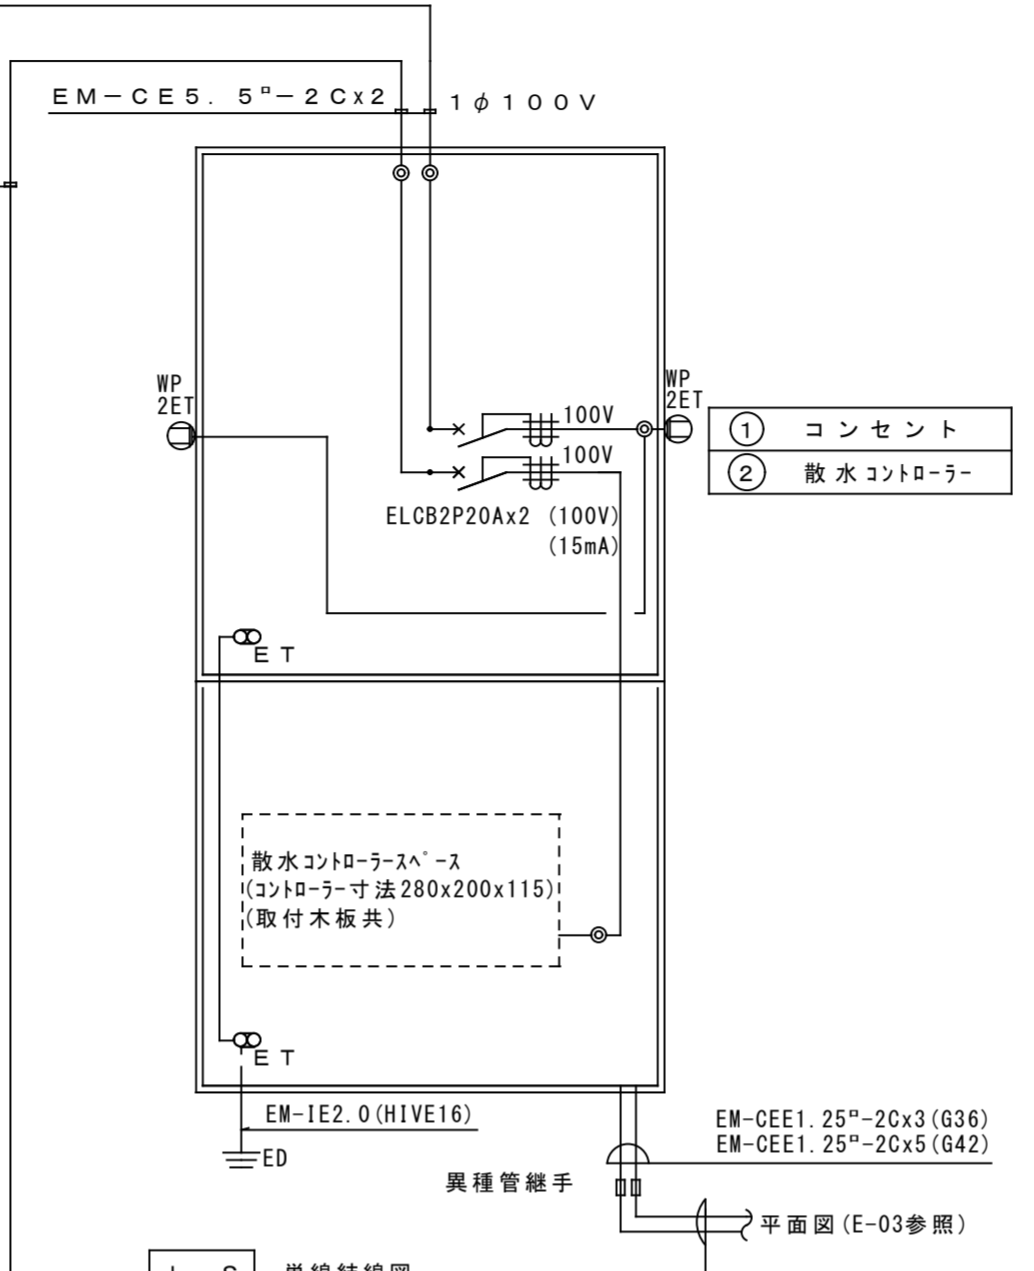 EM-CE5.5□-2Cx2
1φ100V
WP
2ET
WP
2ET
100V
100V
① コンセント
② 散水コントローラー
ELCB2P20Ax2 (100V)
(15mA)
ET
散水コントローラースペース
(コントローラー寸法280x200x115)
(取付木板共)
ET
EM-IE2.0(HIVE16)
ED
EM-CEE1.25□-2Cx3(G36)
EM-CEE1.25□-2Cx5(G42)
異種管継手
平面図(E-03参照)
単線結線図